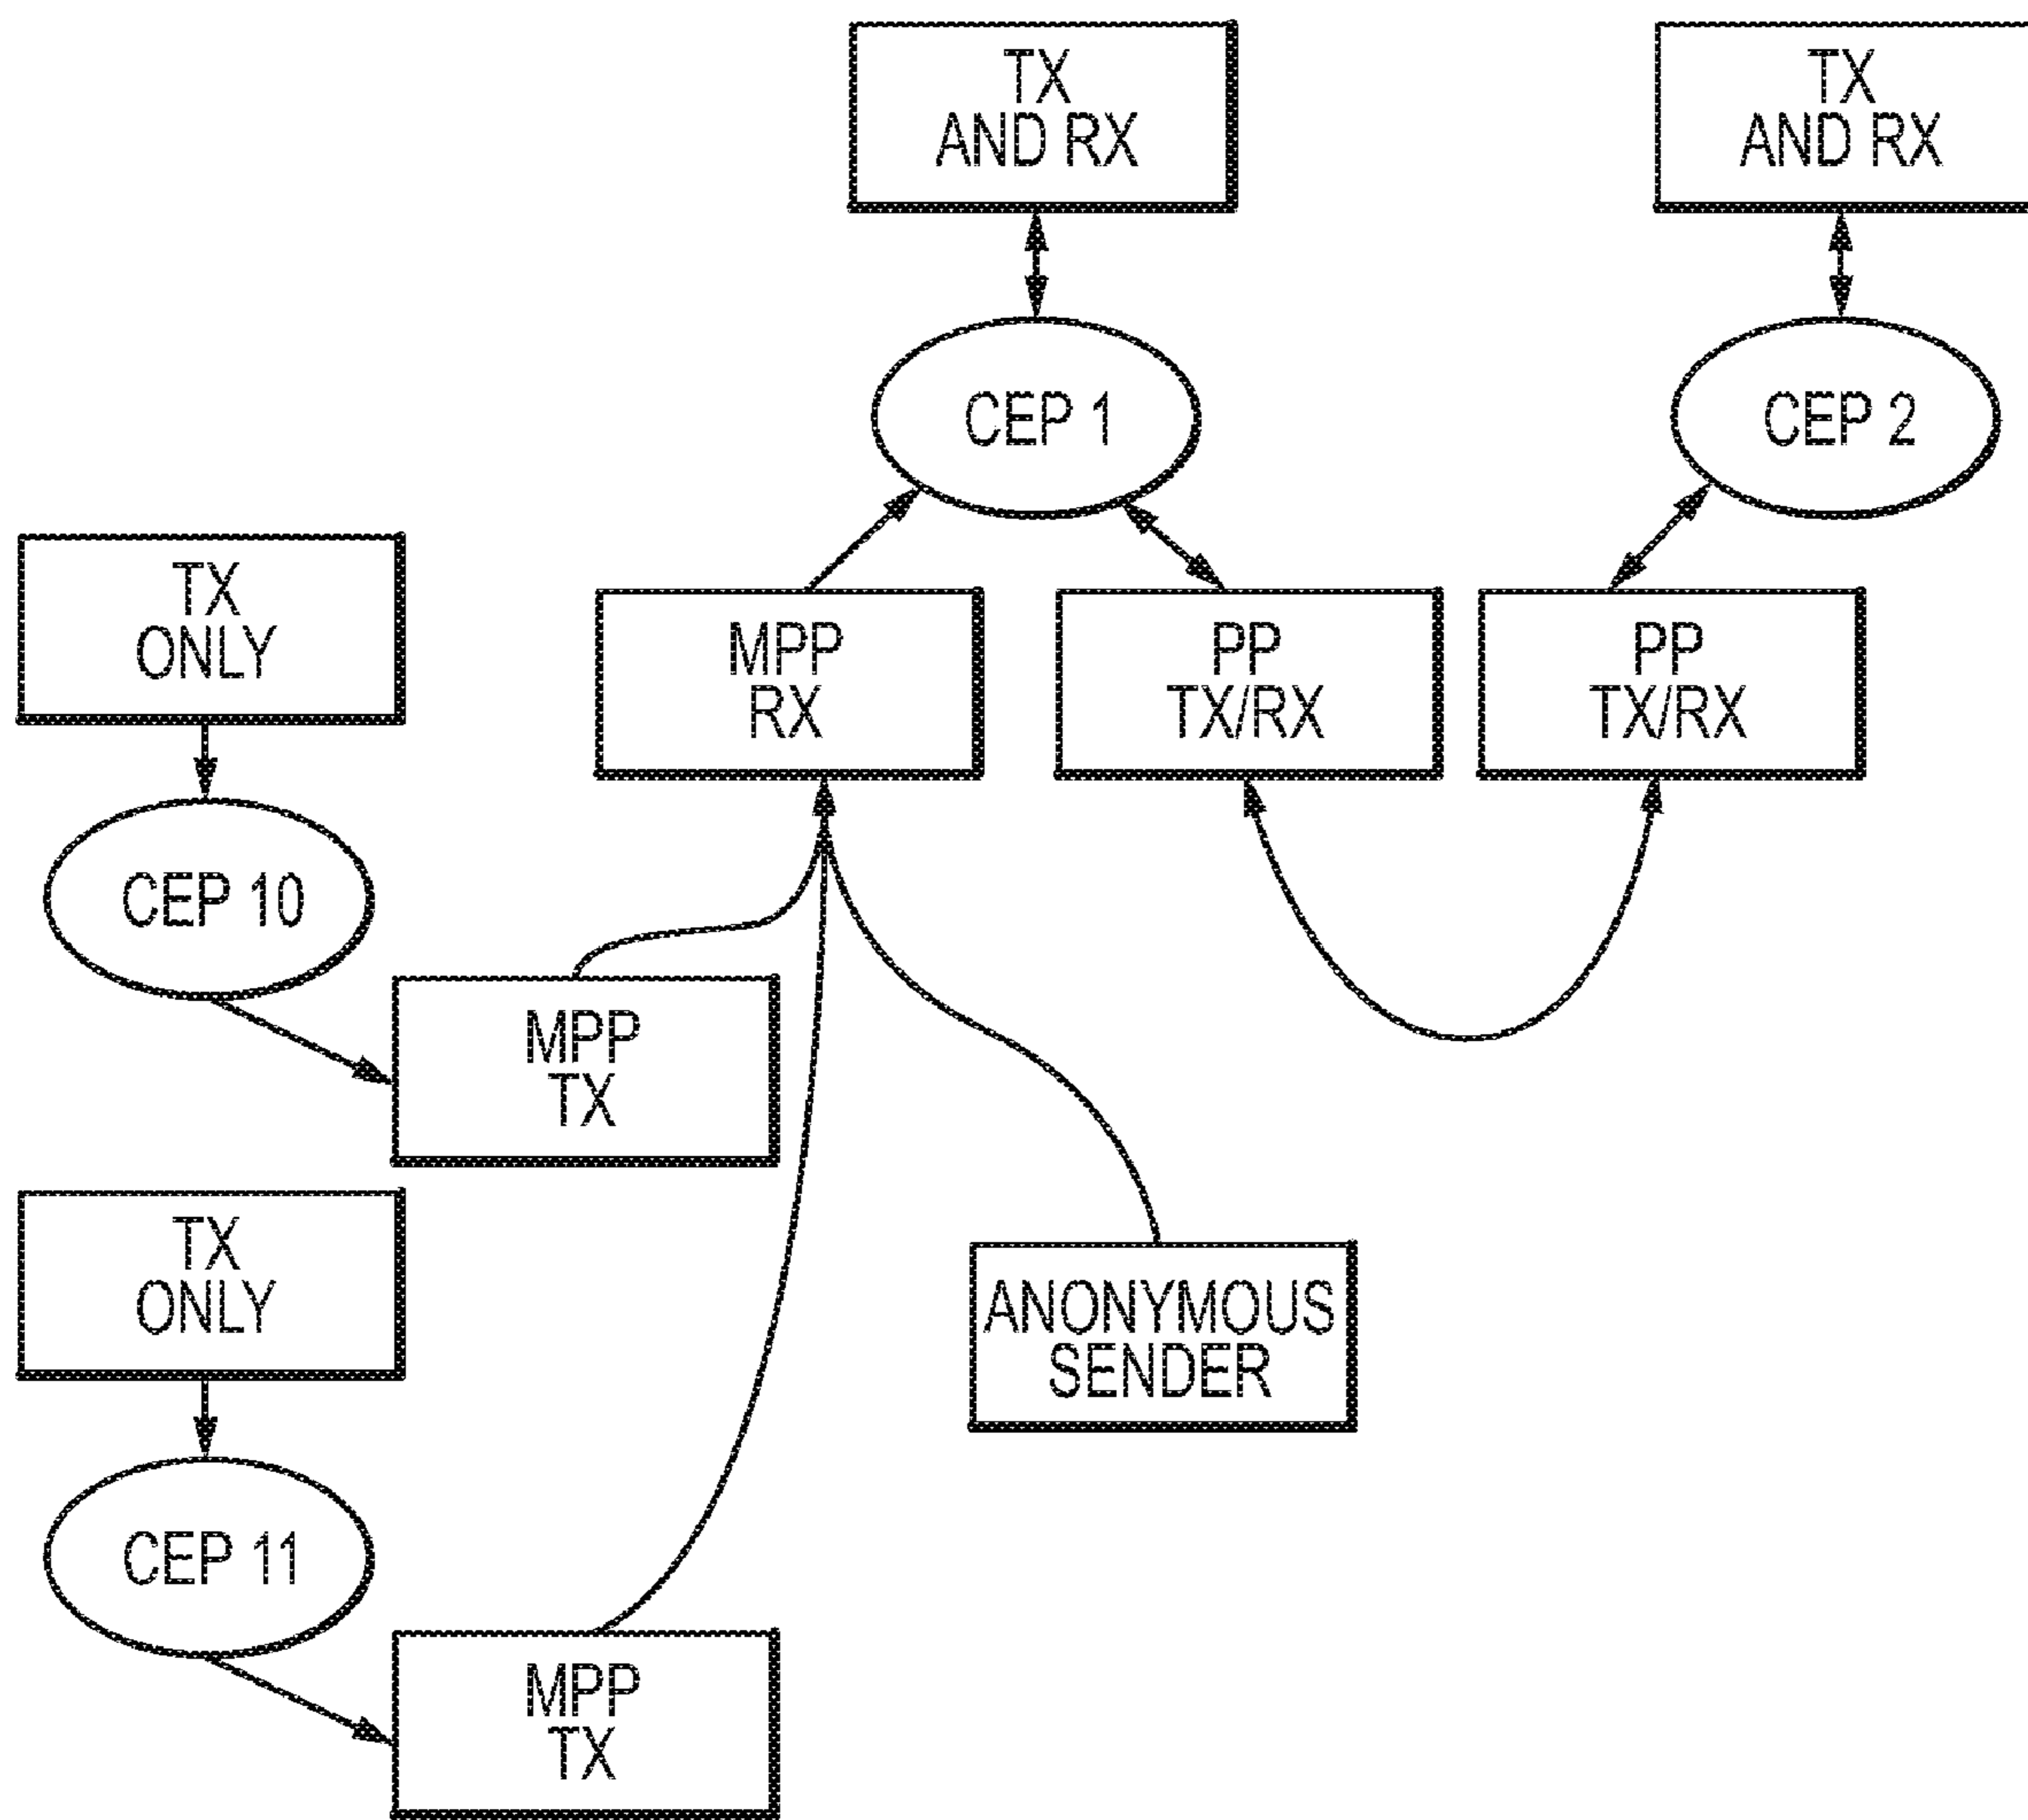 TX
AND RX
TX
AND RX
CEP 1
CEP 2
TX
ONLY
MPP
RX
PP
TX/RX
PP
TX/RX
CEP 10
MPP
TX
TX
ONLY
ANONYMOUS
SENDER
CEP 11
MPP
TX